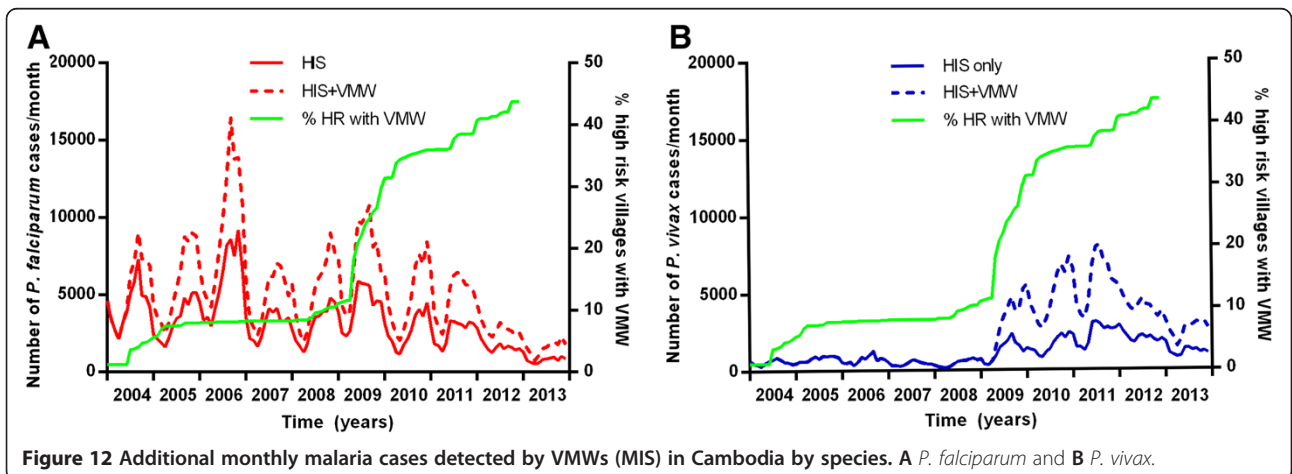 A
20000
15000
10000
5000
0
Number of P. falciparum cases/month
HIS
HIS+VMW
% HR with VMW
50
40
30
20
10
0
% high risk villages with VMW
2004 2005 2006 2007 2008 2009 2010 2011 2012 2013
Time (years)
B
20000
15000
10000
5000
0
Number of P. vivax cases/month
HIS only
HIS+VMW
% HR with VMW
50
40
30
20
10
0
% high risk villages with VMW
2004 2005 2006 2007 2008 2009 2010 2011 2012 2013
Time (years)
Figure 12 Additional monthly malaria cases detected by VMWs (MIS) in Cambodia by species. A P. falciparum and B P. vivax.